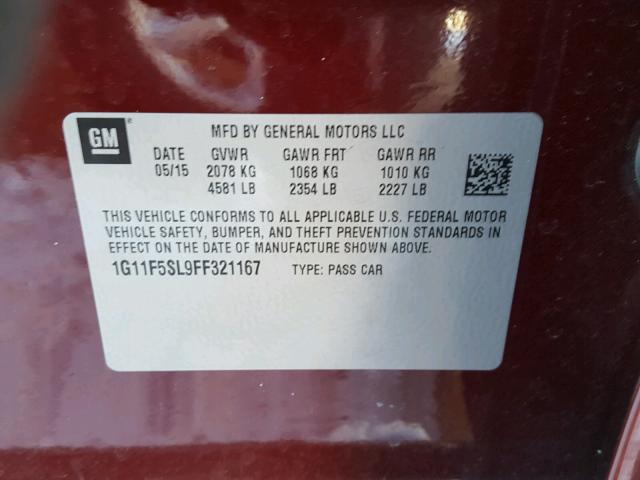 GM
MFD BY GENERAL MOTORS LLC
DATE GVWR GAWR FRT GAWR RR
05/15 2078 KG 1068 KG 1010 KG
4581 LB 2354 LB 2227 LB
THIS VEHICLE CONFORMS TO ALL APPLICABLE U.S. FEDERAL MOTOR
VEHICLE SAFETY, BUMPER, AND THEFT PREVENTION STANDARDS IN
EFFECT ON THE DATE OF MANUFACTURE SHOWN ABOVE.
1G11F5SL9FF321167 TYPE: PASS CAR